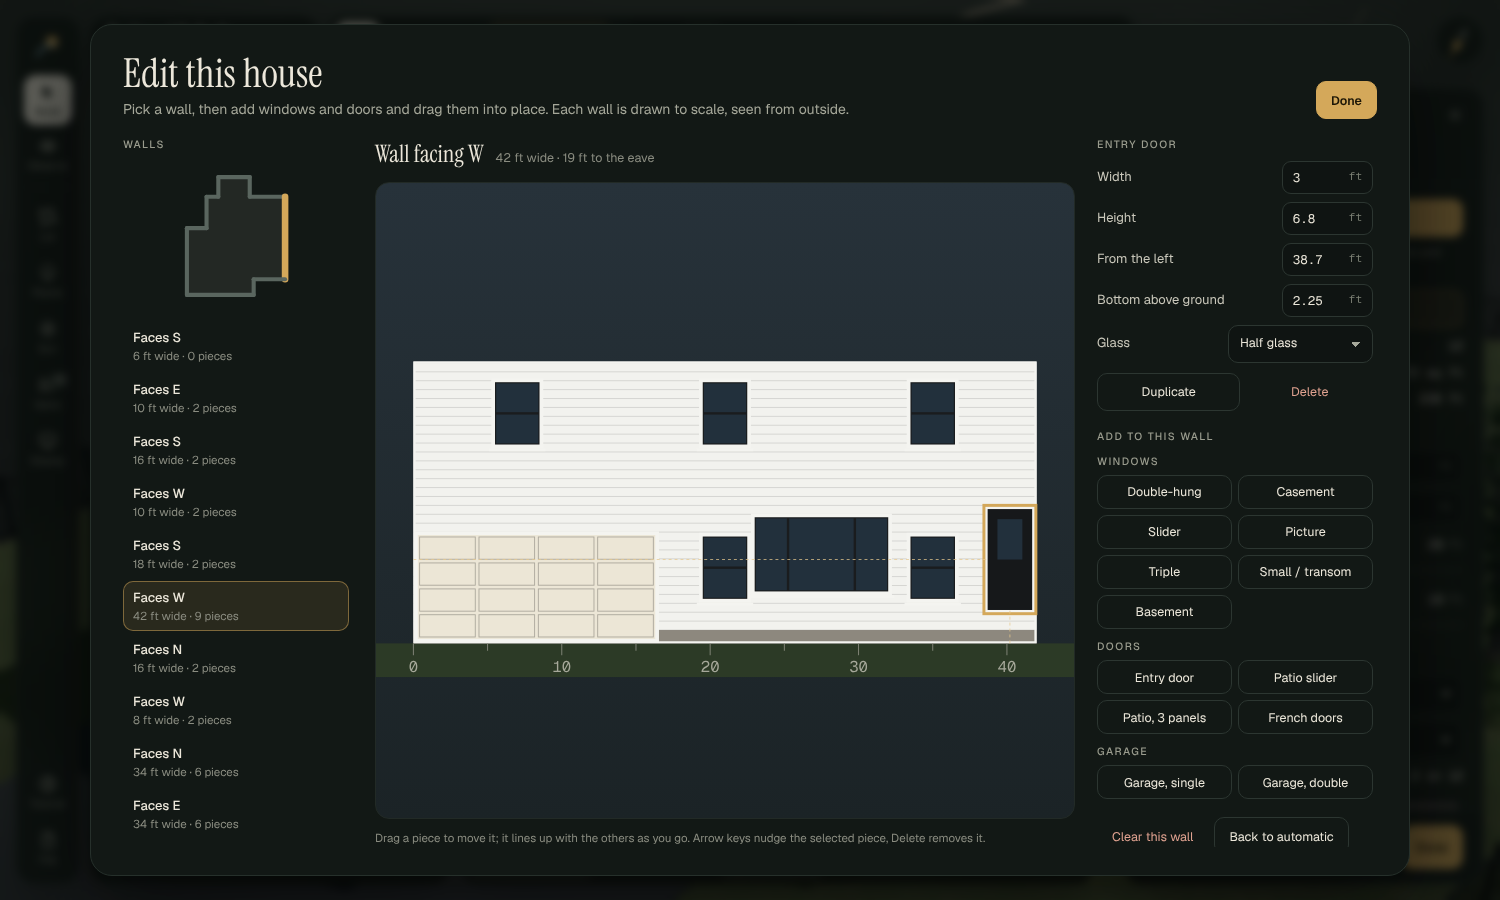 Edit this house
Pick a wall, then add windows and doors and drag them into place. Each wall is drawn to scale, seen from outside.
Done
WALLS
Faces S
6 ft wide · 0 pieces
Faces E
10 ft wide · 2 pieces
Faces S
16 ft wide · 2 pieces
Faces W
10 ft wide · 2 pieces
Faces S
18 ft wide · 2 pieces
Faces W
42 ft wide · 9 pieces
Faces N
16 ft wide · 2 pieces
Faces W
8 ft wide · 2 pieces
Faces N
34 ft wide · 6 pieces
Faces E
34 ft wide · 6 pieces
Wall facing W 42 ft wide · 19 ft to the eave
0 10 20 30 40
Drag a piece to move it; it lines up with the others as you go. Arrow keys nudge the selected piece, Delete removes it.
ENTRY DOOR
Width 3 ft
Height 6.8 ft
From the left 38.7 ft
Bottom above ground 2.25 ft
Glass Half glass
Duplicate Delete
ADD TO THIS WALL
WINDOWS
Double-hung Casement
Slider Picture
Triple Small / transom
Basement
DOORS
Entry door Patio slider
Patio, 3 panels French doors
GARAGE
Garage, single Garage, double
Clear this wall Back to automatic